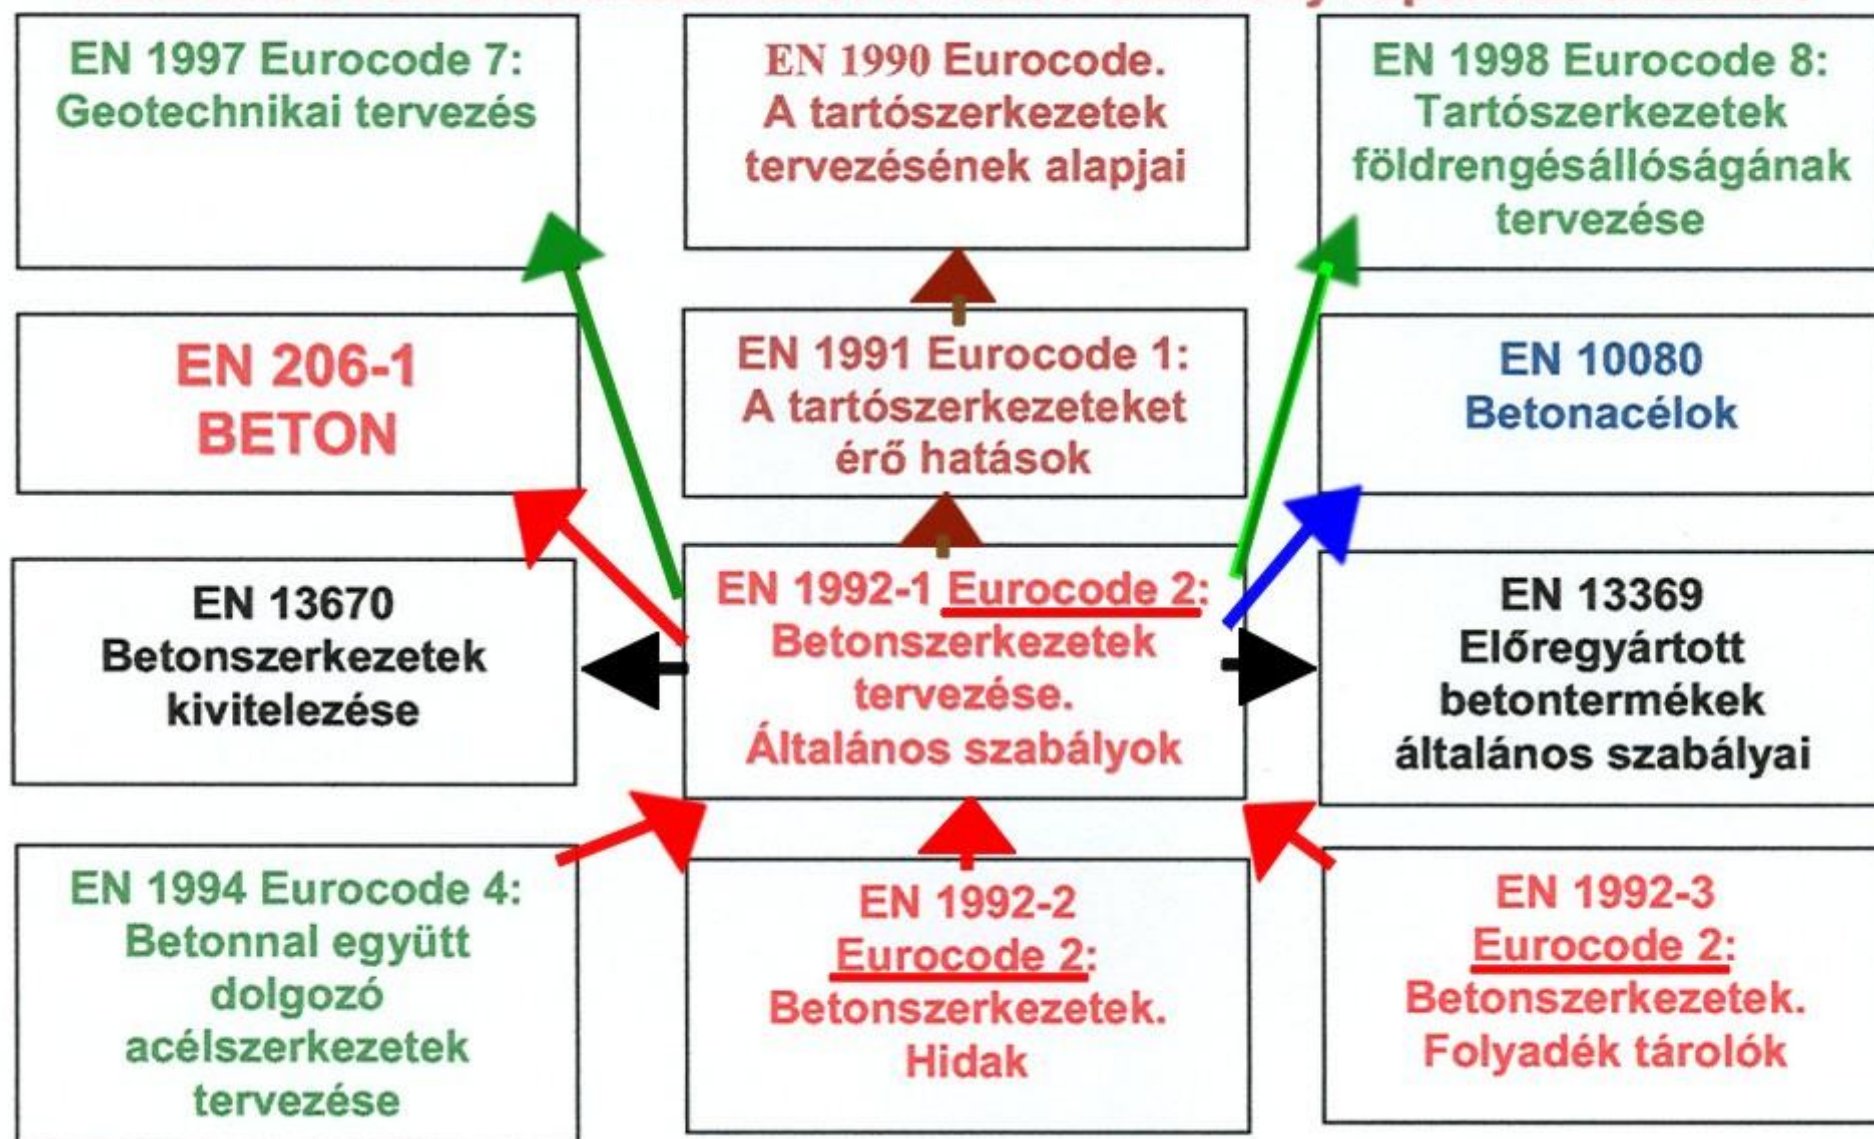 EN 1997 Eurocode 7:
Geotechnikai tervezés
EN 1990 Eurocode.
A tartószerkezetek
tervezésének alapjai
EN 1998 Eurocode 8:
Tartószerkezetek
földrengésállóságának
tervezése
EN 206-1
BETON
EN 1991 Eurocode 1:
A tartószerkezeteket
érő hatások
EN 10080
Betonacélok
EN 13670
Betonszerkezetek
kivitelezése
EN 1992-1 Eurocode 2:
Betonszerkezetek
tervezése.
Általános szabályok
EN 13369
Előregyártott
betontermékek
általános szabályai
EN 1994 Eurocode 4:
Betonnal együtt
dolgozó
acélszerkezetek
tervezése
EN 1992-2
Eurocode 2:
Betonszerkezetek.
Hidak
EN 1992-3
Eurocode 2:
Betonszerkezetek.
Folyadék tárolók